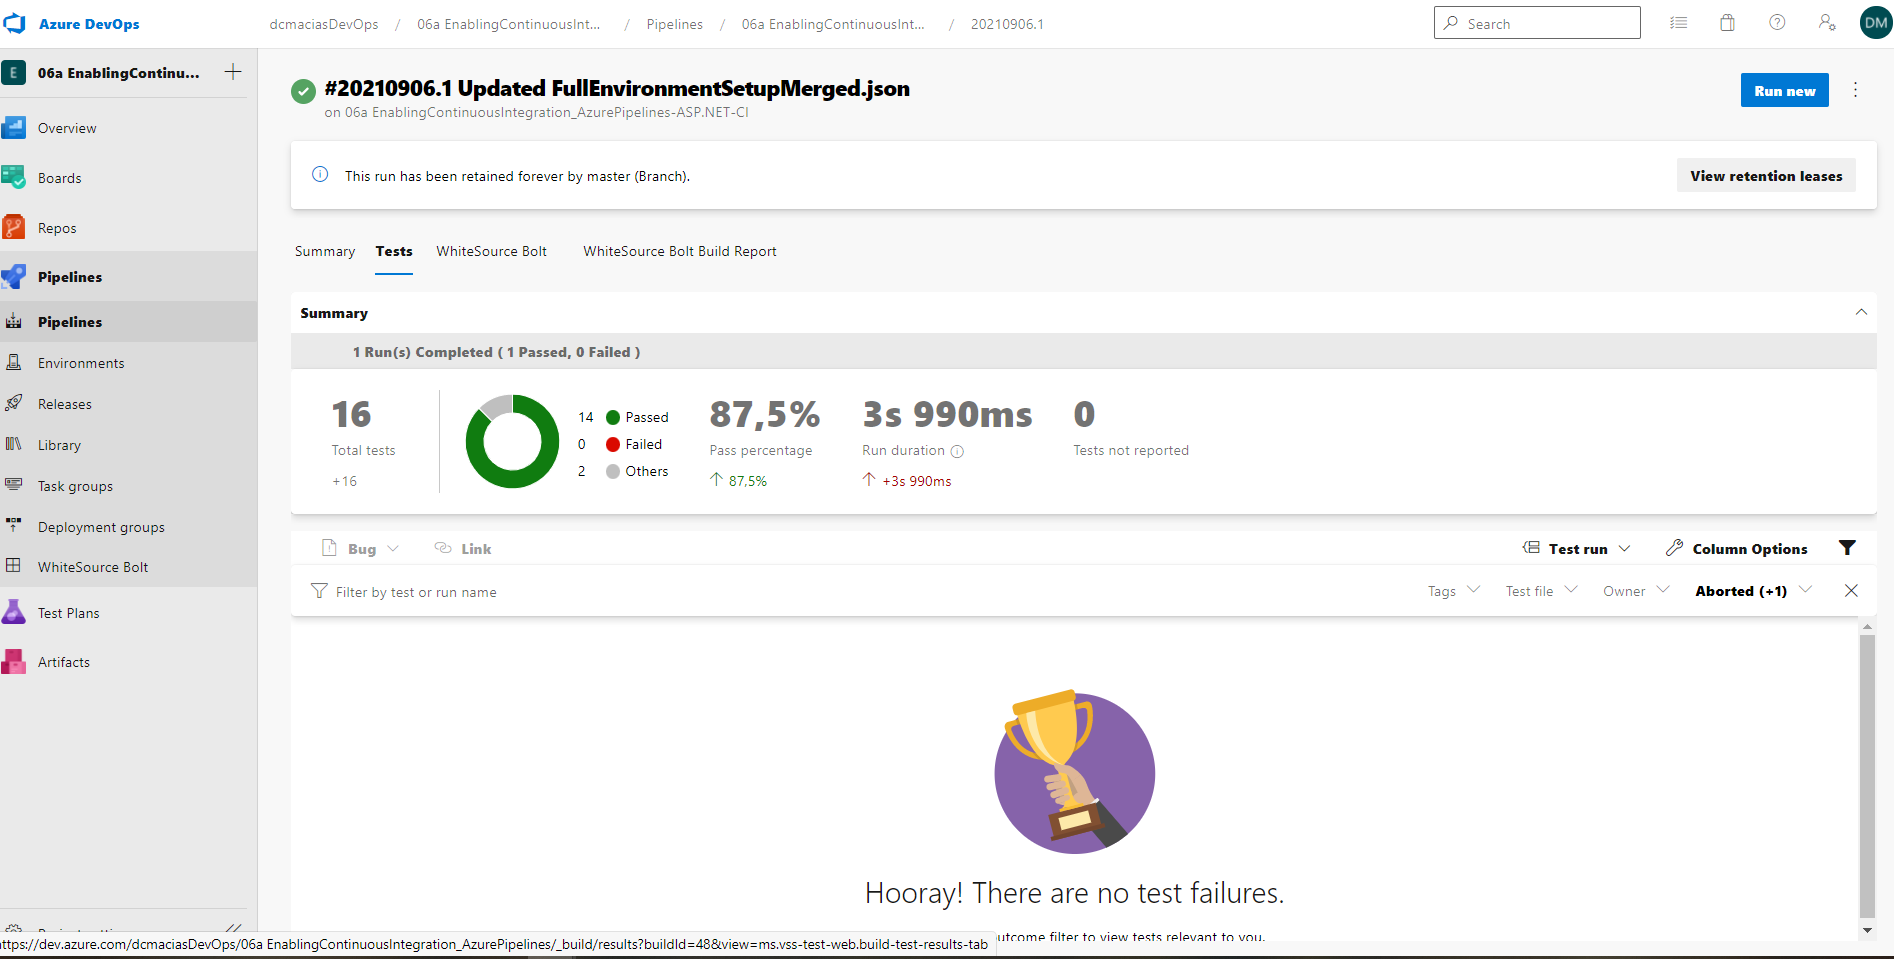 Azure DevOps
dcmaciasDevOps / 06a EnablingContinuousInt... / Pipelines / 06a EnablingContinuousInt... / 20210906.1
Search
DM
E 06a EnablingContinu...
Overview
Boards
Repos
Pipelines
Pipelines
Environments
Releases
Library
Task groups
Deployment groups
WhiteSource Bolt
Test Plans
Artifacts
#20210906.1 Updated FullEnvironmentSetupMerged.json
on 06a EnablingContinuousIntegration_AzurePipelines-ASP.NET-CI
Run new
This run has been retained forever by master (Branch).
View retention leases
Summary Tests WhiteSource Bolt WhiteSource Bolt Build Report
Summary
1 Run(s) Completed ( 1 Passed, 0 Failed )
16
Total tests
+16
14 Passed
0 Failed
2 Others
87,5%
Pass percentage
87,5%
3s 990ms
Run duration
+3s 990ms
0
Tests not reported
Bug Link
Test run Column Options
Filter by test or run name
Tags Test file Owner Aborted (+1)
Hooray! There are no test failures.
utcome filter to view tests relevant to you.
ttps://dev.azure.com/dcmaciasDevOps/06a EnablingContinuousIntegration_AzurePipelines/_build/results?buildId=48&view=ms.vss-test-web.build-test-results-tab